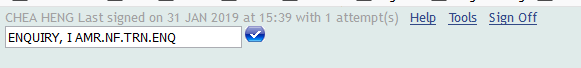 CHEA HENG Last signed on 31 JAN 2019 at 15:39 with 1 attempt(s) Help Tools Sign Off
ENQUIRY, I AMR.NF.TRN.ENQ